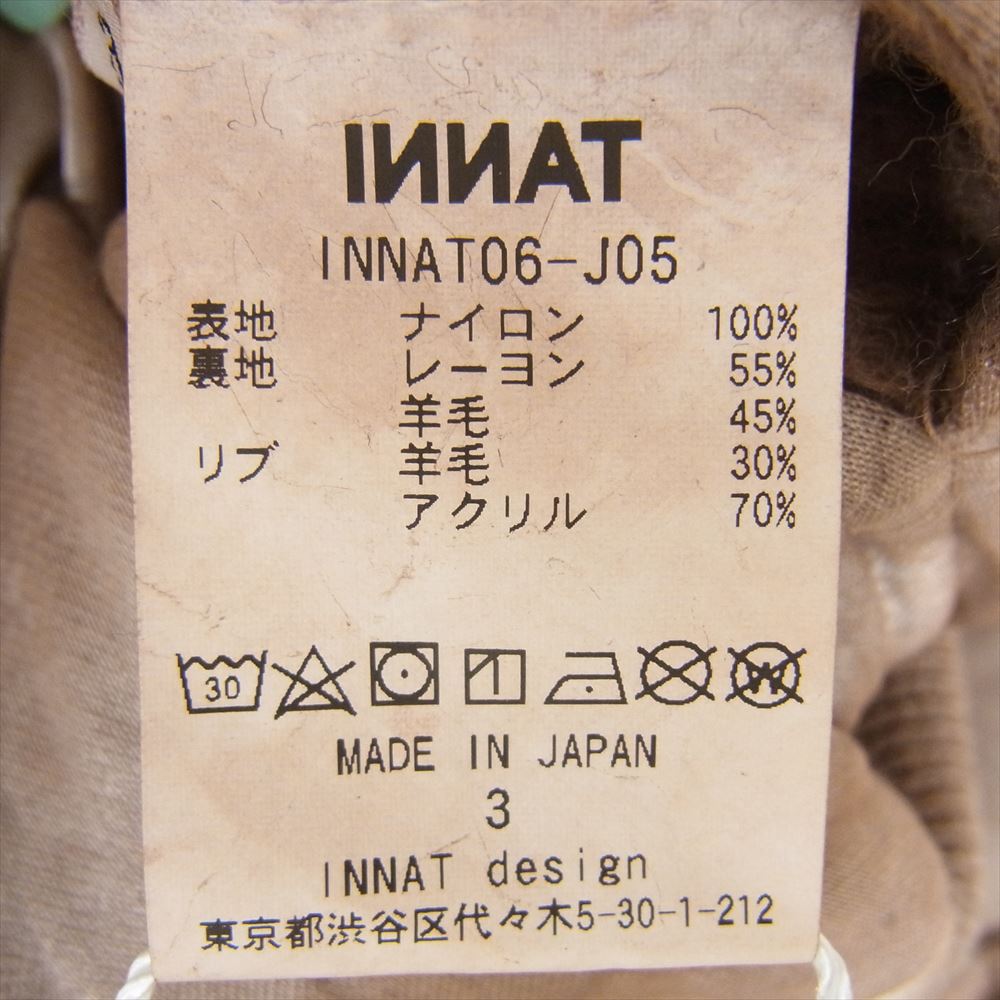 INNAT
INNAT06-J05
表地 ナイロン 100%
裏地 レーヨン 55%
羊毛 45%
リブ 羊毛 30%
アクリル 70%
30 W
MADE IN JAPAN
3
INNAT design
東京都渋谷区代々木5-30-1-212